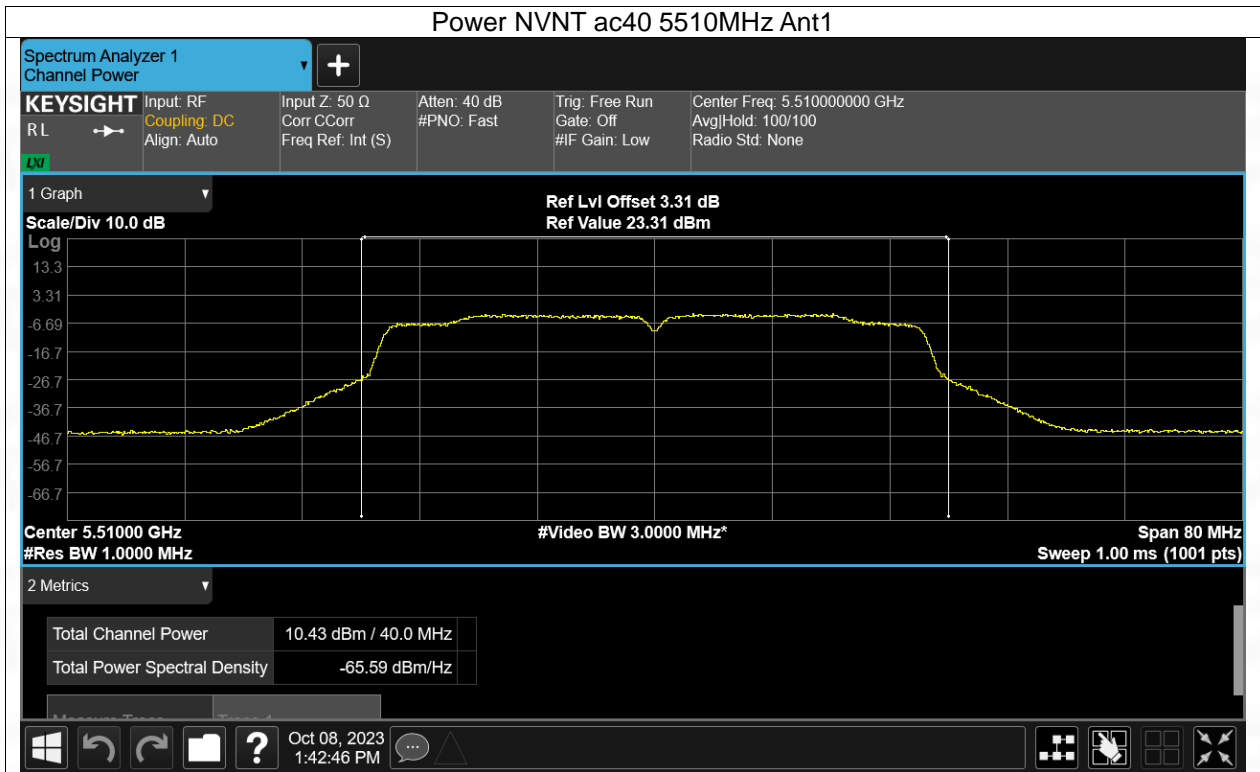 Power NVNT ac40 5510MHz Ant1
Spectrum Analyzer 1
Channel Power
KEYSIGHT
RL
LXI
Input: RF
Coupling: DC
Align: Auto
Input Z: 50 Ω
Corr CCorr
Freq Ref: Int (S)
Atten: 40 dB
#PNO: Fast
Trig: Free Run
Gate: Off
#IF Gain: Low
Center Freq: 5.510000000 GHz
Avg|Hold: 100/100
Radio Std: None
1 Graph
Scale/Div 10.0 dB
Ref Lvl Offset 3.31 dB
Ref Value 23.31 dBm
Log
13.3
3.31
-6.69
-16.7
-26.7
-36.7
-46.7
-56.7
-66.7
Center 5.51000 GHz
#Video BW 3.0000 MHz*
Span 80 MHz
#Res BW 1.0000 MHz
Sweep 1.00 ms (1001 pts)
2 Metrics
Total Channel Power 10.43 dBm / 40.0 MHz
Total Power Spectral Density -65.59 dBm/Hz
?
Oct 08, 2023
1:42:46 PM